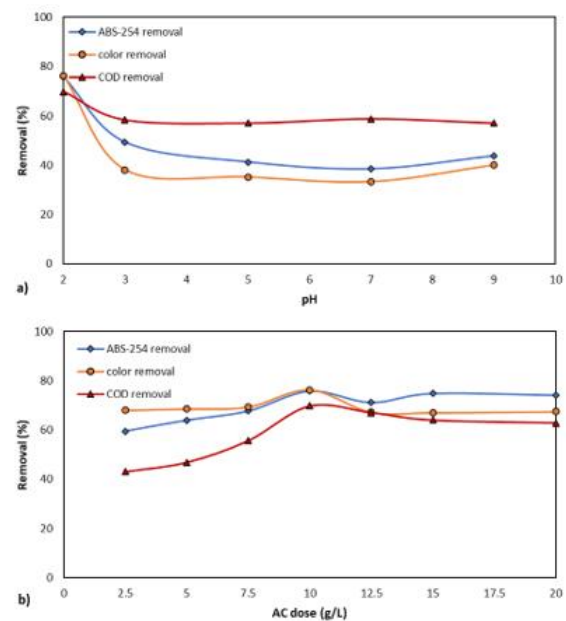 100
ABS-254 removal
color removal
COD removal
80
60
40
20
0
Removal (%)
2 3 4 5 6 7 8 9 10
a)
pH
100
ABS-254 removal
color removal
COD removal
80
60
40
20
0
Removal (%)
0 2.5 5 7.5 10 12.5 15 17.5 20
b)
AC dose (g/L)